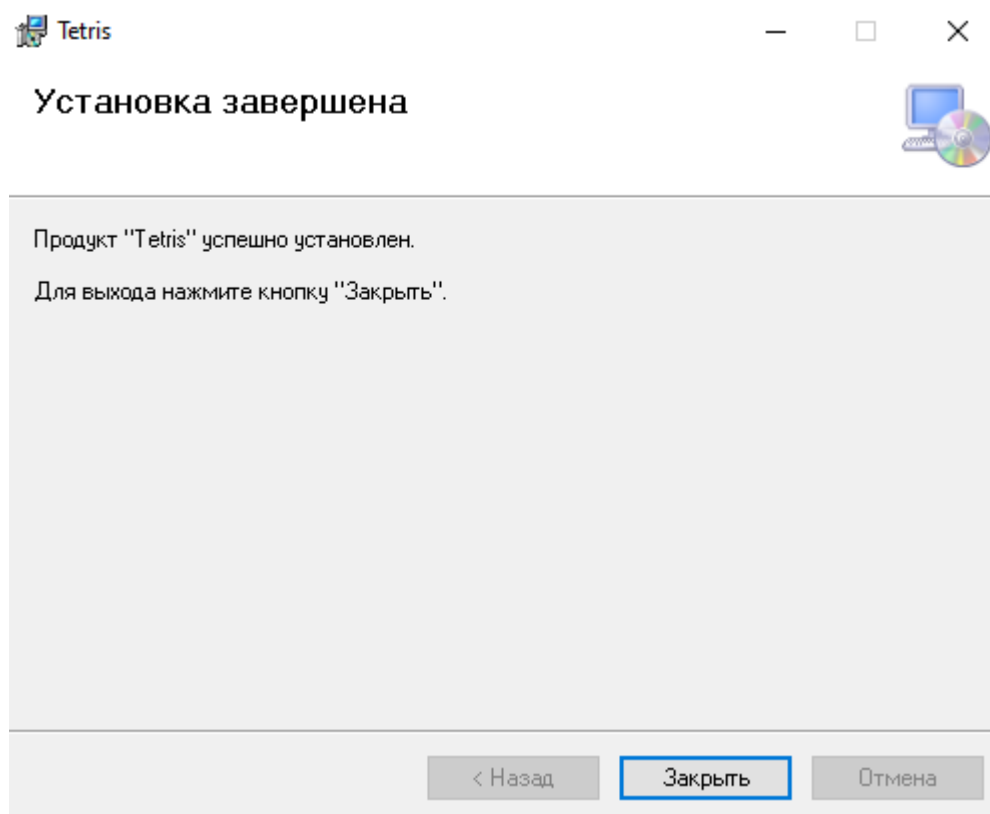 Tetris
Установка завершена
Продукт "Tetris" успешно установлен.
Для выхода нажмите кнопку "Закрыть".
< Назад
Закрыть
Отмена